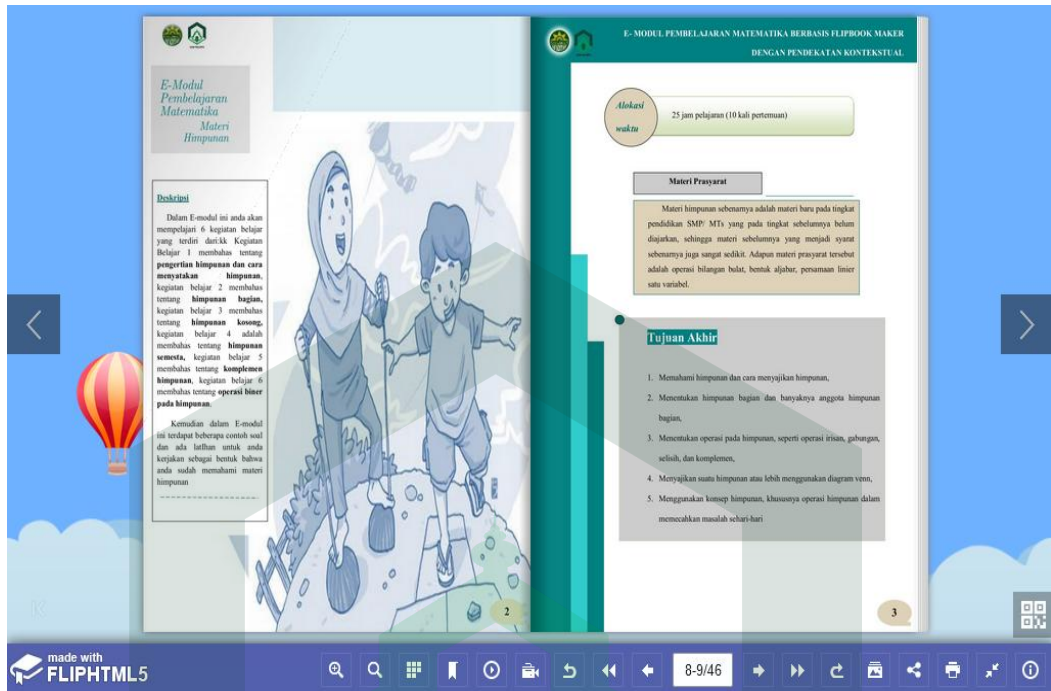 E-Modul
Pembelajaran
Matematika
Materi
Himpunan
Deskripsi
Dalam E-modul ini anda akan
mempelajari 6 kegiatan belajar
yang terdiri dari:kk Kegiatan
Belajar 1 membahas tentang
pengertian himpunan dan cara
menyatakan himpunan,
kegiatan belajar 2 membahas
tentang himpunan bagian,
kegiatan belajar 3 membahas
tentang himpunan kosong,
kegiatan belajar 4 adalah
membahas tentang himpunan
semesta, kegiatan belajar 5
membahas tentang komplemen
himpunan, kegiatan belajar 6
membahas tentang operasi biner
pada himpunan.
Kemudian dalam E-modul
ini terdapat beberapa contoh soal
dan ada latIhan untuk anda
kerjakan sebagai bentuk bahwa
anda sudah memahami materi
himpunan
2
E- MODUL PEMBELAJARAN MATEMATIKA BERBASIS FLIPBOOK MAKER
DENGAN PENDEKATAN KONTEKSTUAL
Alokasi
waktu
25 jam pelajaran (10 kali pertemuan)
Materi Prasyarat
Materi himpunan sebenarnya adalah materi baru pada tingkat
pendidikan SMP/ MTs yang pada tingkat sebelumnya belum
diajarkan, sehingga materi sebelumnya yang menjadi syarat
sebenarnya juga sangat sedikit. Adapun materi prasyarat tersebut
adalah operasi bilangan bulat, bentuk aljabar, persamaan linier
satu variabel.
Tujuan Akhir
1. Memahami himpunan dan cara menyajikan himpunan,
2. Menentukan himpunan bagian dan banyaknya anggota himpunan
bagian,
3. Menentukan operasi pada himpunan, seperti operasi irisan, gabungan,
selisih, dan komplemen,
4. Menyajikan suatu himpunan atau lebih menggunakan diagram venn,
5. Menggunakan konsep himpunan, khususnya operasi himpunan dalam
memecahkan masalah sehari-hari
3
made with
FLIPHTML5
8-9/46